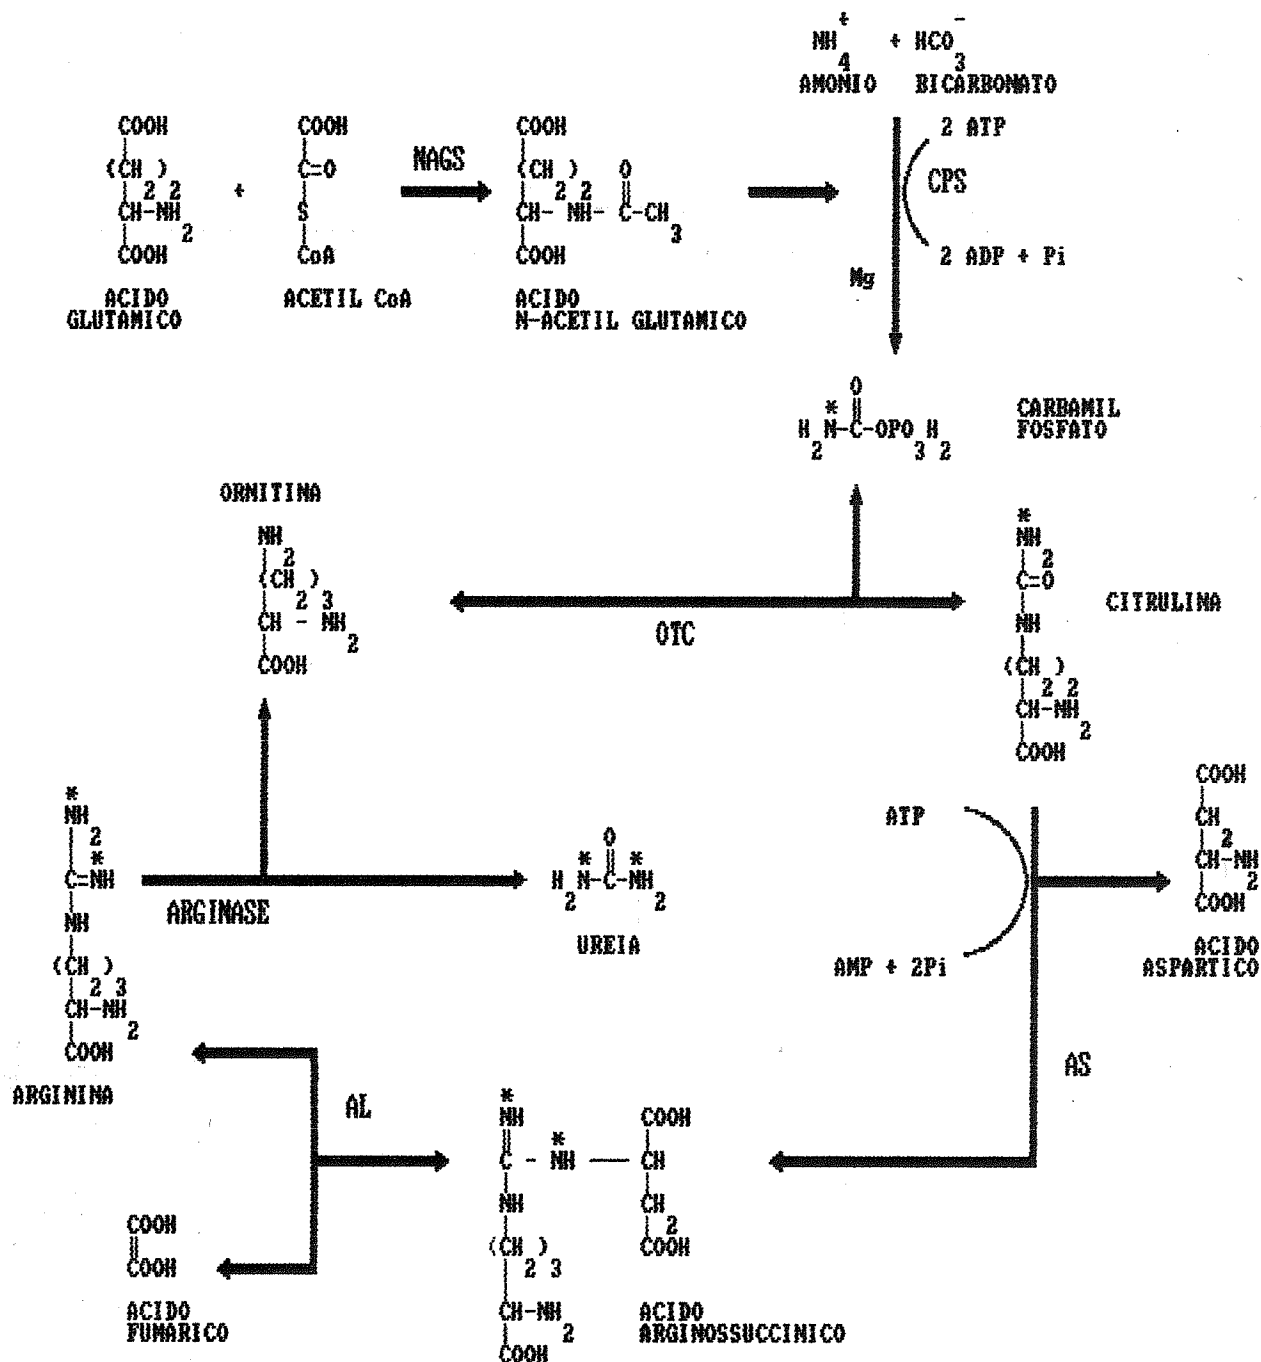 NH4+ + HCO3-
AMONIO BICARBONATO
2 ATP
CPS
2 ADP + Pi
Mg
COOH
(CH2)2
CH-NH2
COOH
ACIDO
GLUTAMICO
+
COOH
C=O
S
CoA
ACETIL CoA
NAGS
COOH
(CH2)2 O
CH-NH-C-CH3
COOH
ACIDO
N-ACETIL GLUTAMICO
O
*
H2N-C-OPO3H2
CARBAMIL
FOSFATO
ORNITINA
NH2
(CH2)3
CH - NH2
COOH
OTC
*
NH2
C=O
NH
(CH2)2
CH-NH2
COOH
CITRULINA
COOH
CH2
CH-NH2
COOH
ACIDO
ASPARTICO
ATP
AMP + 2Pi
AS
*
NH2
*
C=NH
NH
(CH2)3
CH-NH2
COOH
ARGININA
ARGINASE
O
* *
H2N-C-NH2
UREIA
AL
*
NH
*
C - NH — CH
NH
(CH2)3
CH-NH2
COOH
COOH
CH2
COOH
ACIDO
ARGINOSSUCCINICO
COOH
COOH
ACIDO
FUMARICO